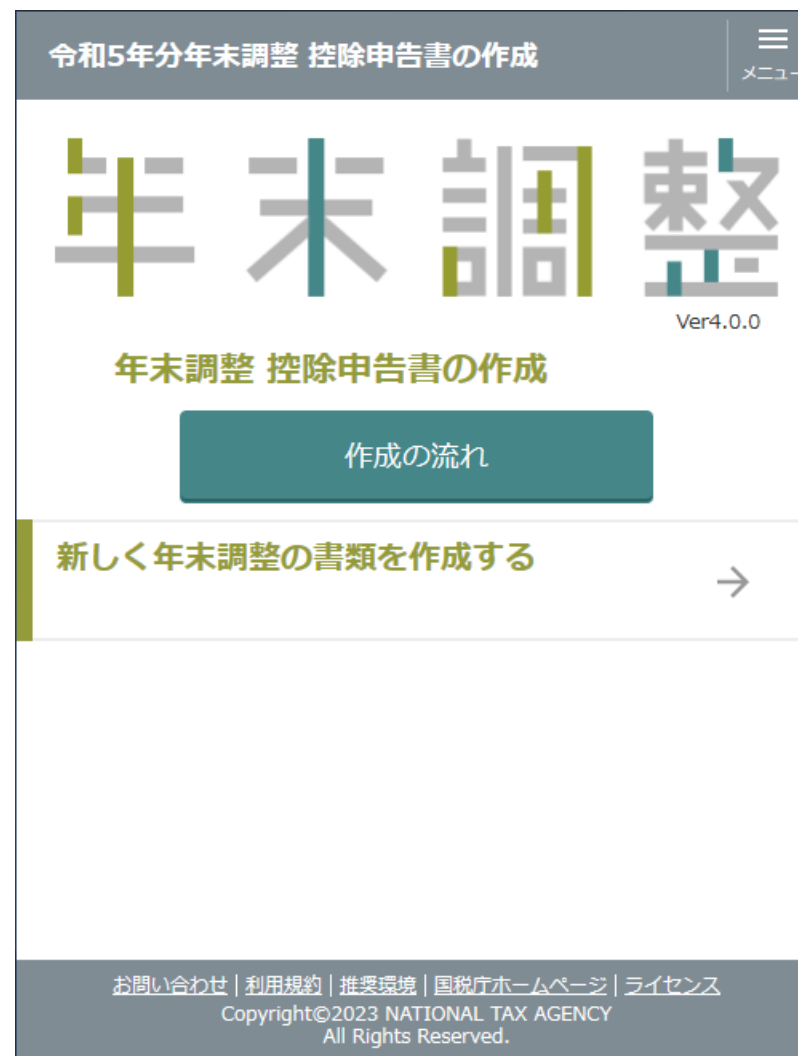 令和5年分年末調整 控除申告書の作成
メニュー
年末調整
Ver4.0.0
年末調整 控除申告書の作成
作成の流れ
新しく年末調整の書類を作成する
お問い合わせ | 利用規約 | 推奨環境 | 国税庁ホームページ | ライセンス
Copyright©2023 NATIONAL TAX AGENCY
All Rights Reserved.